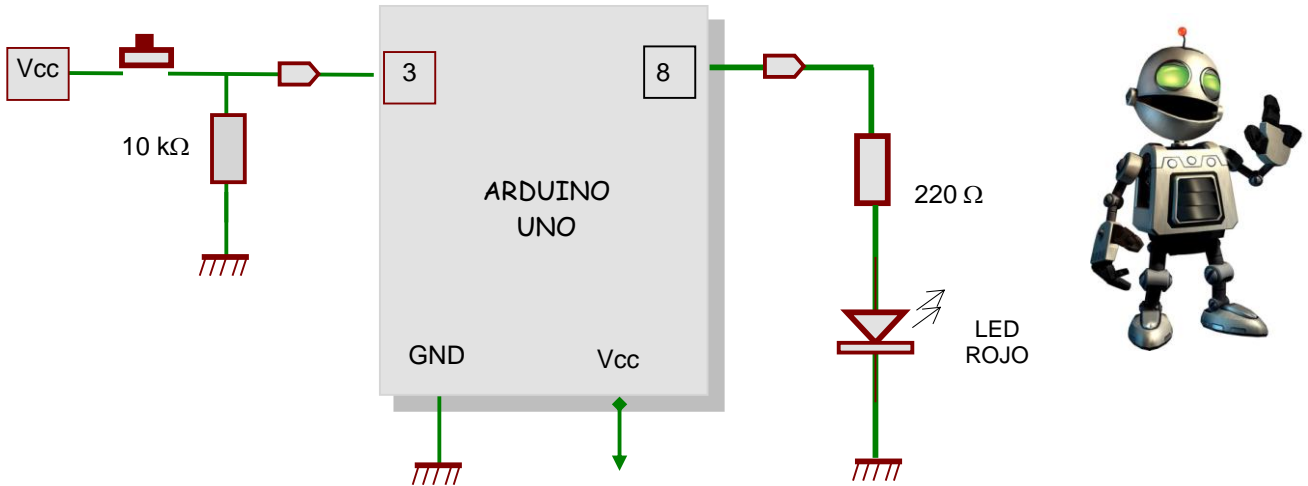 Vcc
3
8
10 kΩ
ARDUINO
UNO
220 Ω
LED
ROJO
GND
Vcc